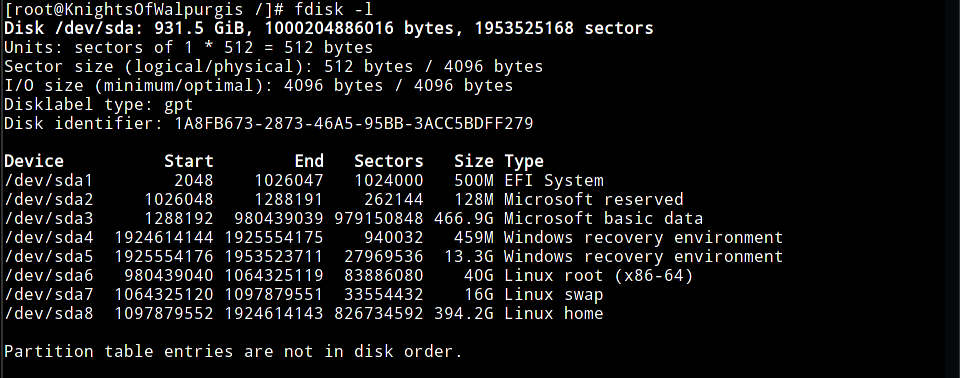 [root@KnightsOfWalpurgis /]# fdisk -l
Disk /dev/sda: 931.5 GiB, 1000204886016 bytes, 1953525168 sectors
Units: sectors of 1 * 512 = 512 bytes
Sector size (logical/physical): 512 bytes / 4096 bytes
I/O size (minimum/optimal): 4096 bytes / 4096 bytes
Disklabel type: gpt
Disk identifier: 1A8FB673-2873-46A5-95BB-3ACC5BDFF279

Device          Start        End   Sectors   Size Type
/dev/sda1        2048    1026047   1024000   500M EFI System
/dev/sda2     1026048    1288191    262144   128M Microsoft reserved
/dev/sda3     1288192  980439039 979150848 466.9G Microsoft basic data
/dev/sda4  1924614144 1925554175    940032   459M Windows recovery environment
/dev/sda5  1925554176 1953523711  27969536  13.3G Windows recovery environment
/dev/sda6   980439040 1064325119  83886080    40G Linux root (x86-64)
/dev/sda7  1064325120 1097879551  33554432    16G Linux swap
/dev/sda8  1097879552 1924614143 826734592 394.2G Linux home

Partition table entries are not in disk order.